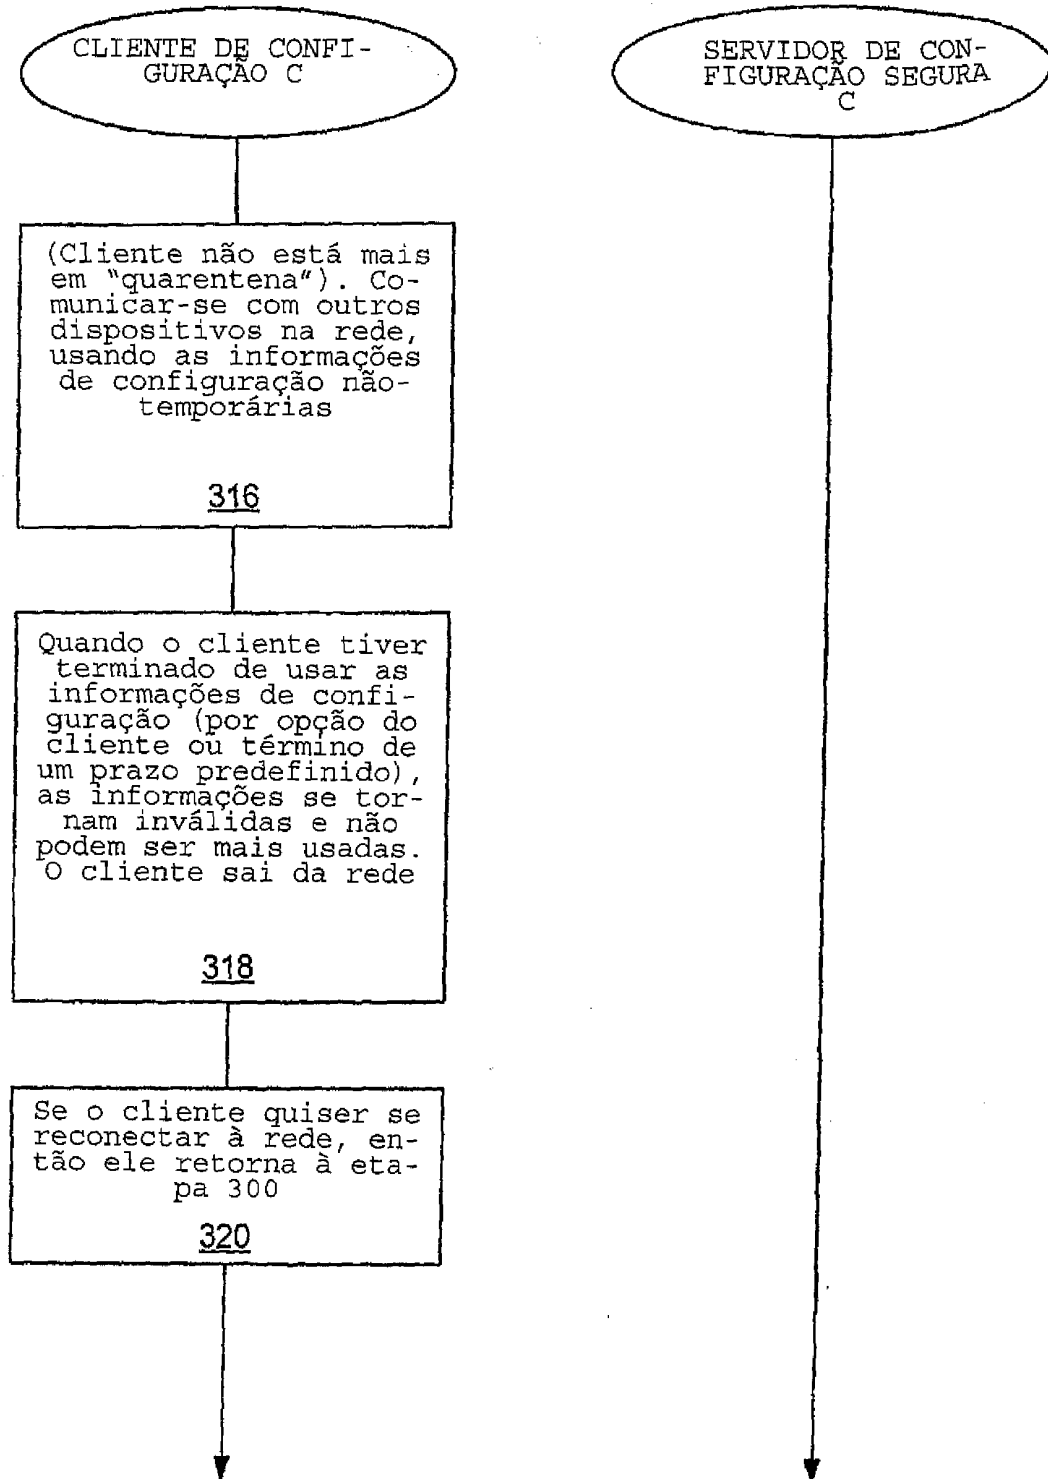 CLIENTE DE CONFI-
GURAÇÃO C
SERVIDOR DE CON-
FIGURAÇÃO SEGURA
C
(Cliente não está mais
em "quarentena"). Co-
municar-se com outros
dispositivos na rede,
usando as informações
de configuração não-
temporárias
316
Quando o cliente tiver
terminado de usar as
informações de confi-
guração (por opção do
cliente ou término de
um prazo predefinido),
as informações se tor-
nam inválidas e não
podem ser mais usadas.
O cliente sai da rede
318
Se o cliente quiser se
reconectar à rede, en-
tão ele retorna à eta-
pa 300
320